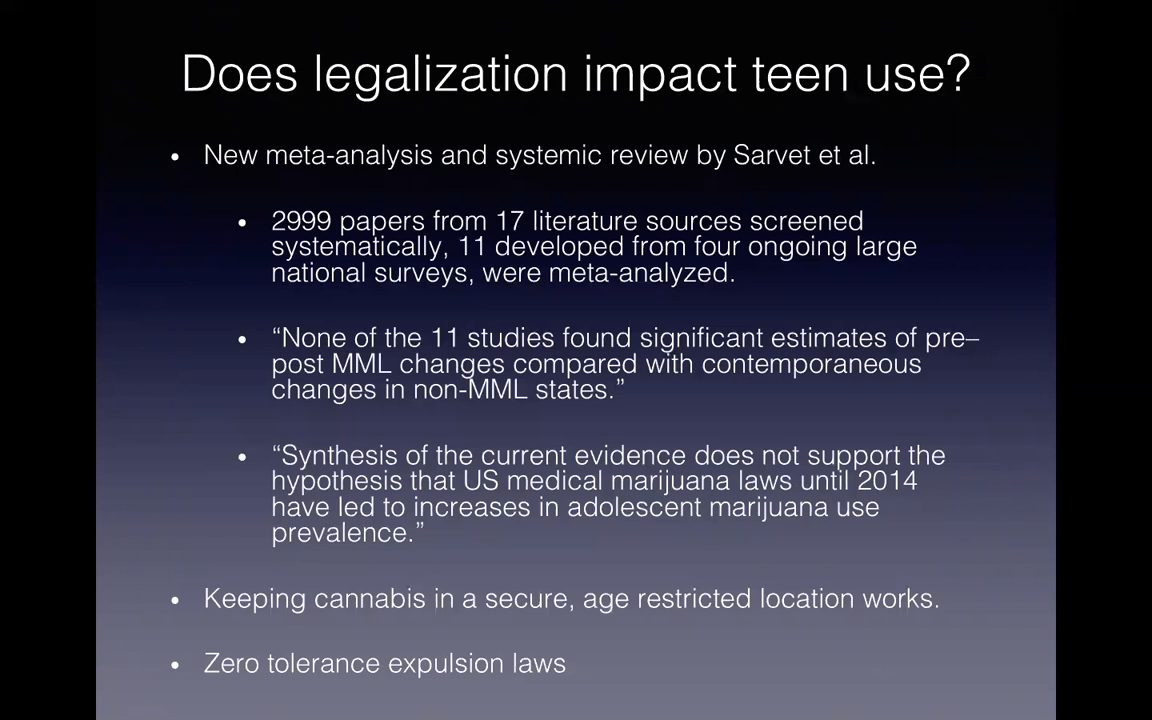 Does legalization impact teen use?
• New meta-analysis and systemic review by Sarvet et al.
• 2999 papers from 17 literature sources screened
systematically, 11 developed from four ongoing large
national surveys, were meta-analyzed.
• “None of the 11 studies found significant estimates of pre–
post MML changes compared with contemporaneous
changes in non-MML states.”
• “Synthesis of the current evidence does not support the
hypothesis that US medical marijuana laws until 2014
have led to increases in adolescent marijuana use
prevalence.”
• Keeping cannabis in a secure, age restricted location works.
• Zero tolerance expulsion laws